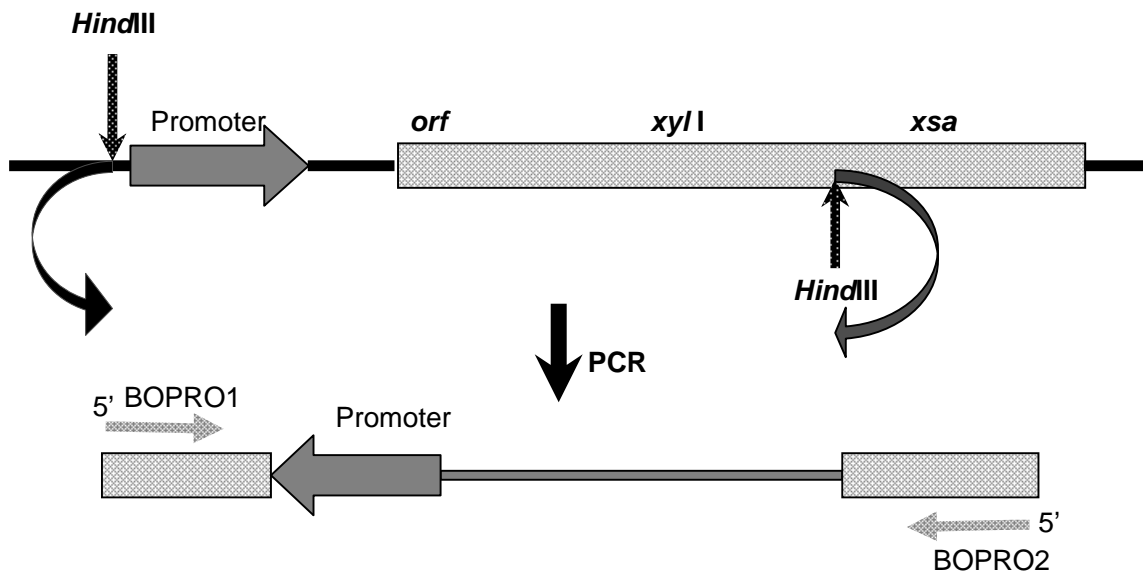 HindIII
Promoter
orf xyl I xsa
HindIII
PCR
5’ BOPRO1
Promoter
5’
BOPRO2